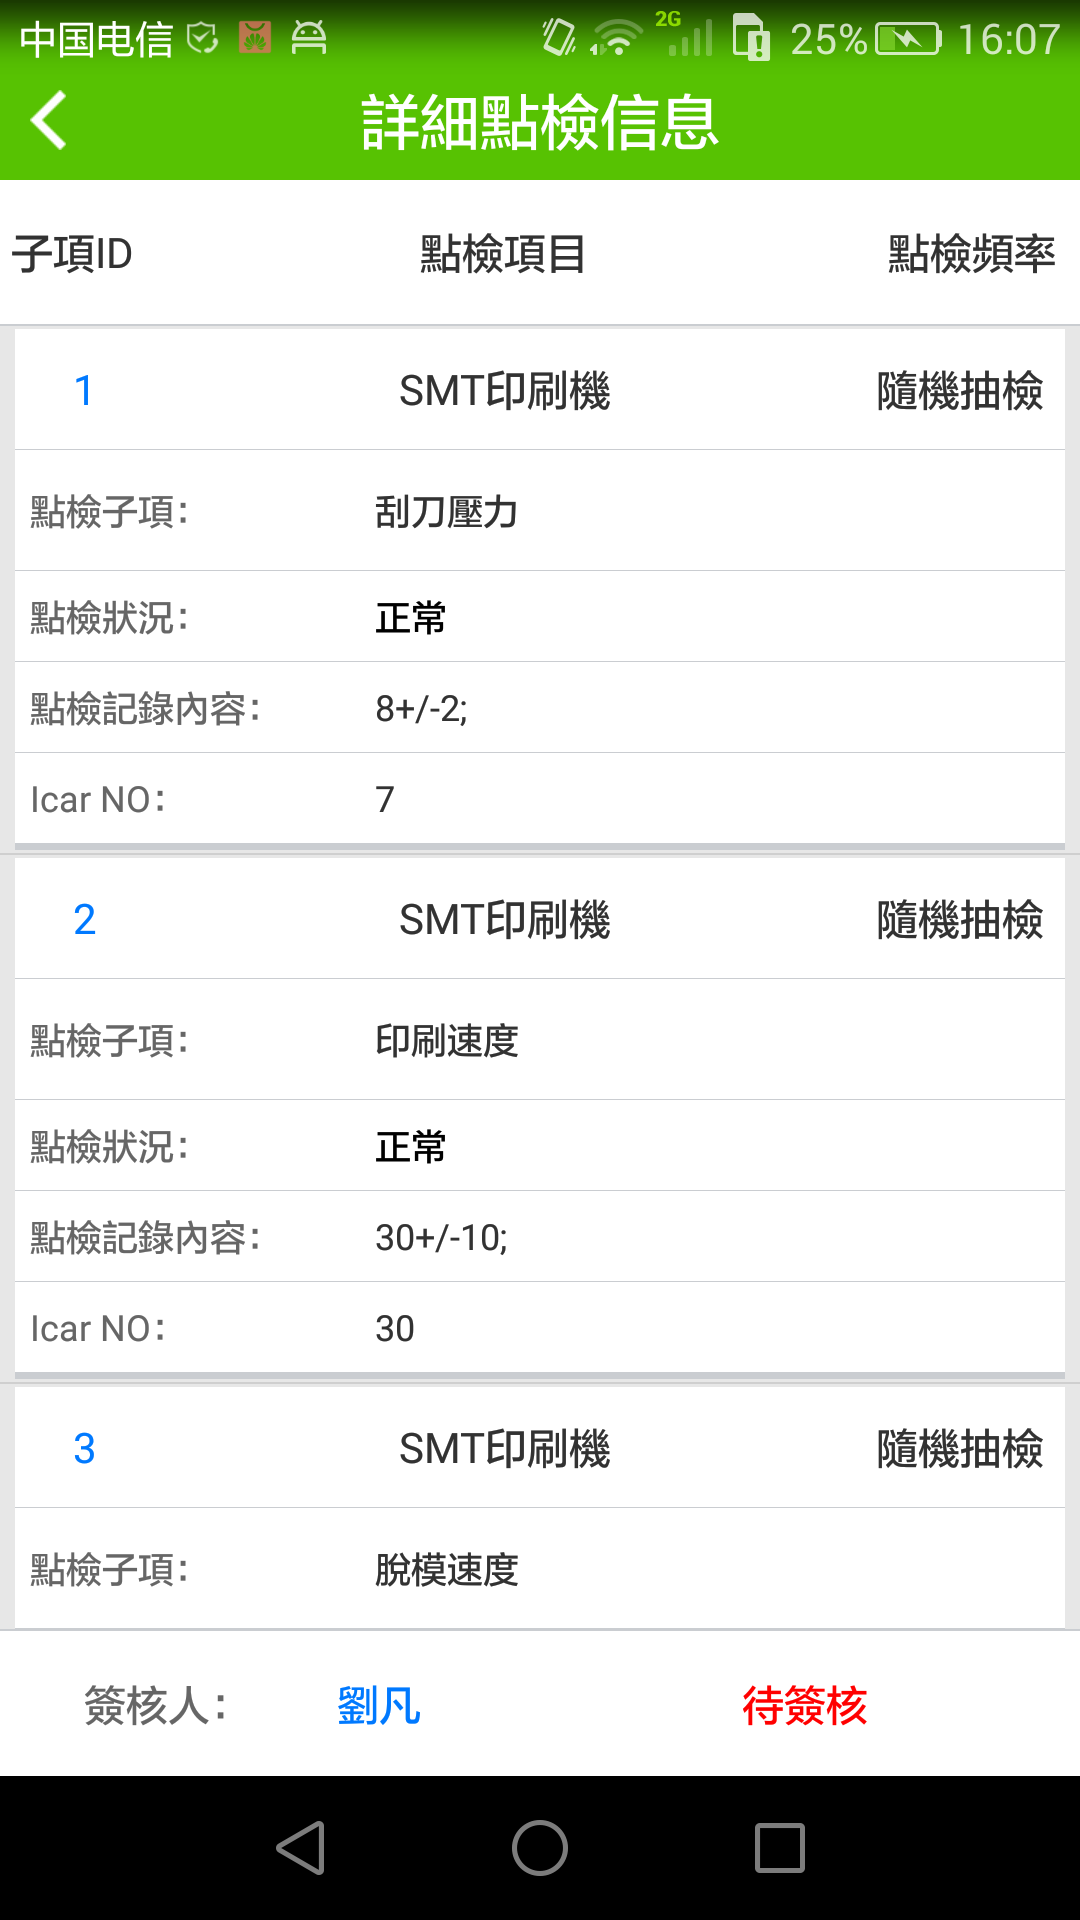 中国电信 2G 25% 16:07
詳細點檢信息
子項ID 點檢項目 點檢頻率
1 SMT印刷機 隨機抽檢
點檢子項: 刮刀壓力
點檢狀況: 正常
點檢記錄內容: 8+/-2;
Icar NO: 7
2 SMT印刷機 隨機抽檢
點檢子項: 印刷速度
點檢狀況: 正常
點檢記錄內容: 30+/-10;
Icar NO: 30
3 SMT印刷機 隨機抽檢
點檢子項: 脫模速度
簽核人: 劉凡 待簽核